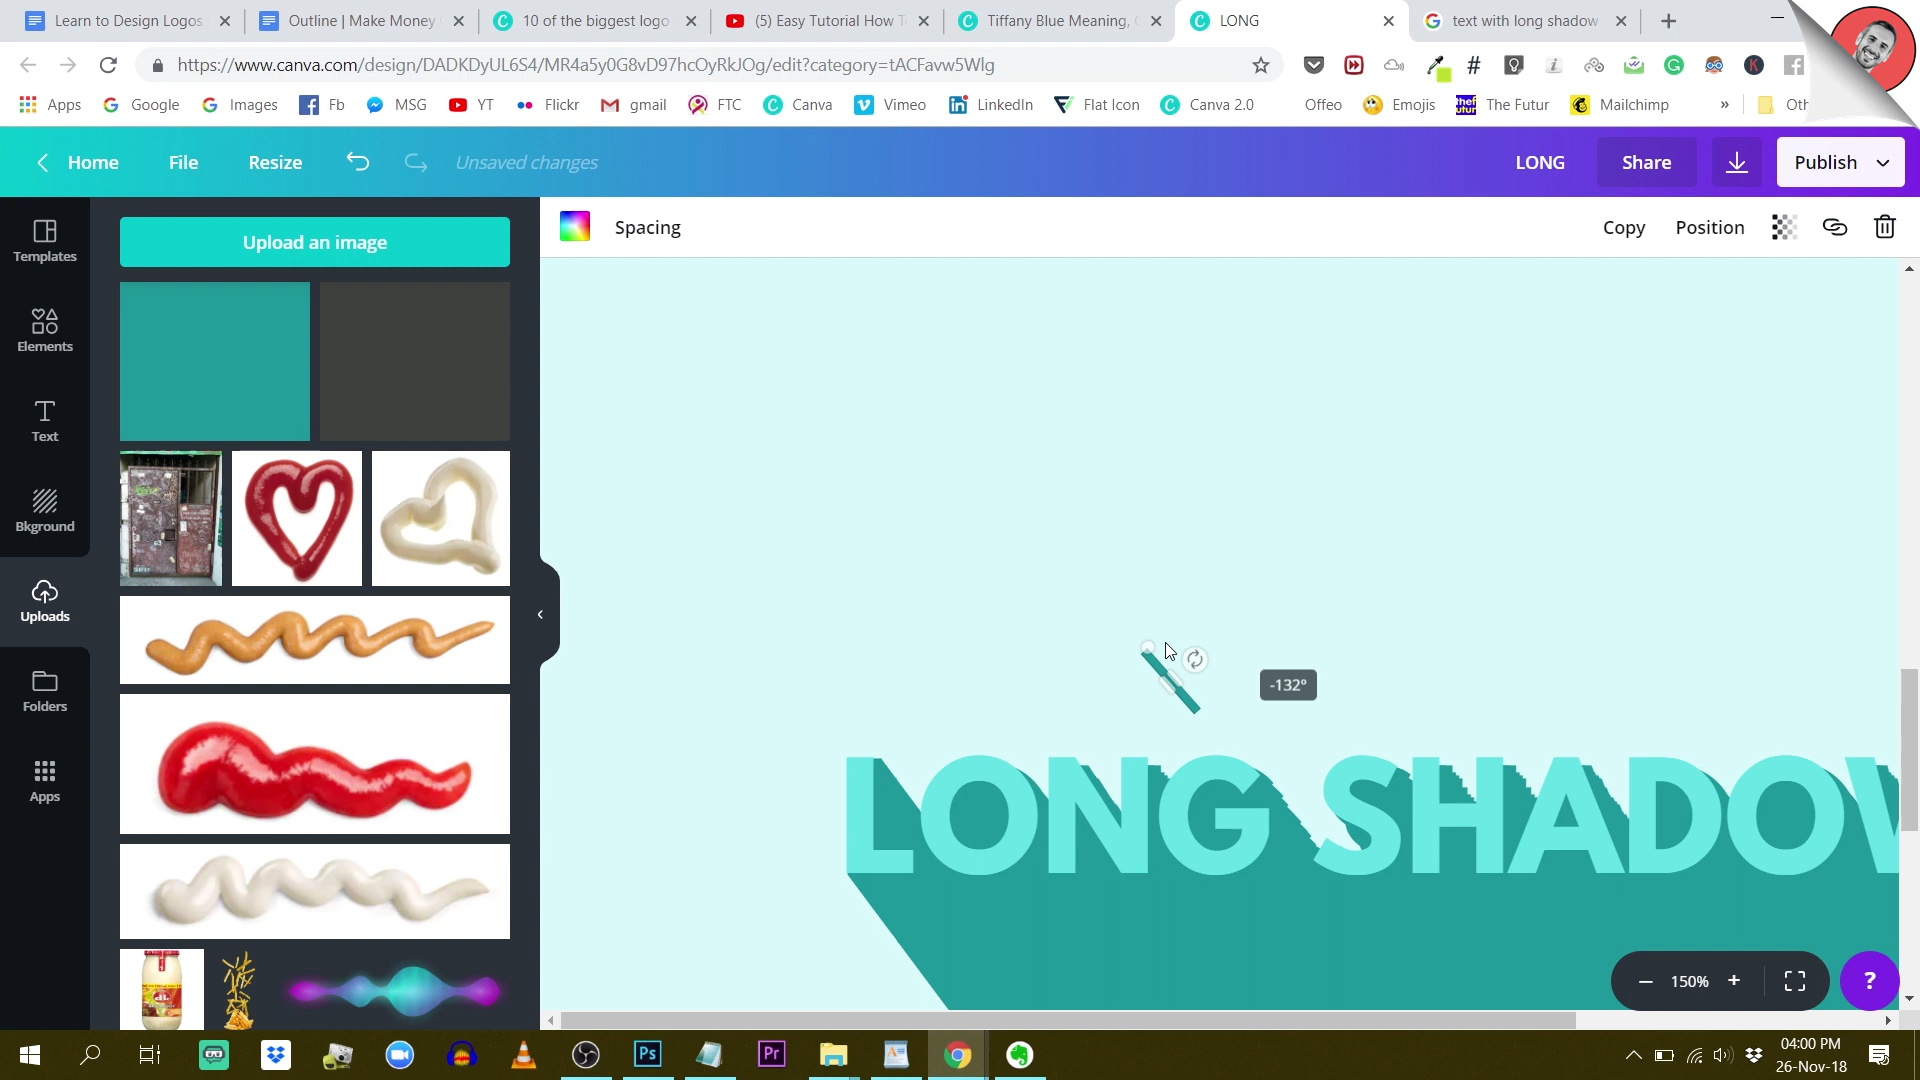 Learn to Design Logos
Outline | Make Money
10 of the biggest logo
(5) Easy Tutorial How T
Tiffany Blue Meaning,
LONG
text with long shadow
https://www.canva.com/design/DADKDyUL6S4/MR4a5y0G8vD97hcOyRkJOg/edit?category=tACFavw5Wlg
Apps Google Images Fb MSG YT Flickr gmail FTC Canva Vimeo LinkedIn Flat Icon Canva 2.0 Offeo Emojis The Futur Mailchimp » Oth
Home File Resize Unsaved changes LONG Share Publish
Templates
Elements
Text
Bkground
Uploads
Folders
Apps
Upload an image
Spacing
Copy Position
-132°
LONG SHADOW
150%
?
Ps
Pr
04:00 PM
26-Nov-18